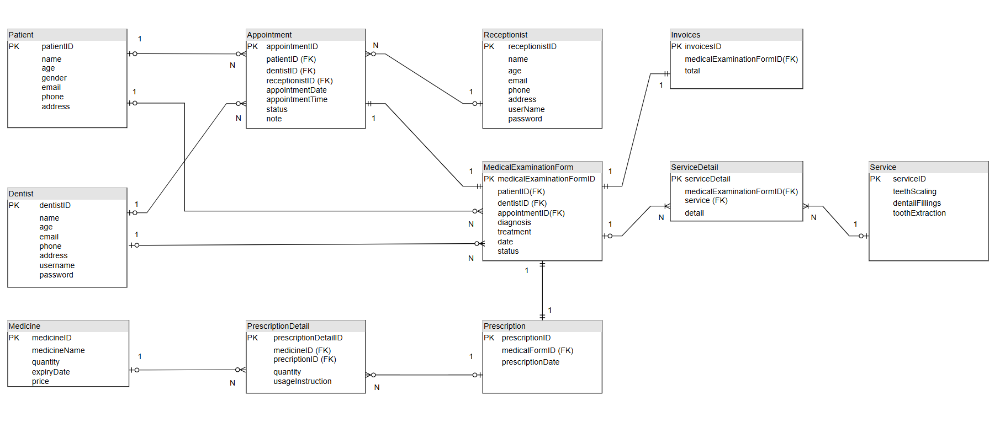 Patient
PK patientID
name
age
gender
email
phone
address
1
1
Appointment
PK appointmentID
patientID (FK)
dentistID (FK)
receptionistID (FK)
appointmentDate
appointmentTime
status
note
N
N
N
1
Receptionist
PK receptionistID
name
age
email
phone
address
userName
password
1
Invoices
PK invoicesID
medicalExaminationFormID(FK)
total
1
Dentist
PK dentistID
name
age
email
phone
address
username
password
1
1
MedicalExaminationForm
PK medicalExaminationFormID
patientID(FK)
dentistID (FK)
appointmentID(FK)
diagnosis
treatment
date
status
1
N
N
1
1
1
ServiceDetail
PK serviceDetail
medicalExaminationFormID(FK)
service (FK)
detail
N
N
Service
PK serviceID
teethScaling
dentailFillings
toothExtraction
1
Medicine
PK medicineID
medicineName
quantity
expiryDate
price
1
PrescriptionDetail
PK prescriptionDetailID
medicineID (FK)
precriptionID (FK)
quantity
usageInstruction
N
N
Prescription
PK prescriptionID
medicalFormID (FK)
prescriptionDate
1
1